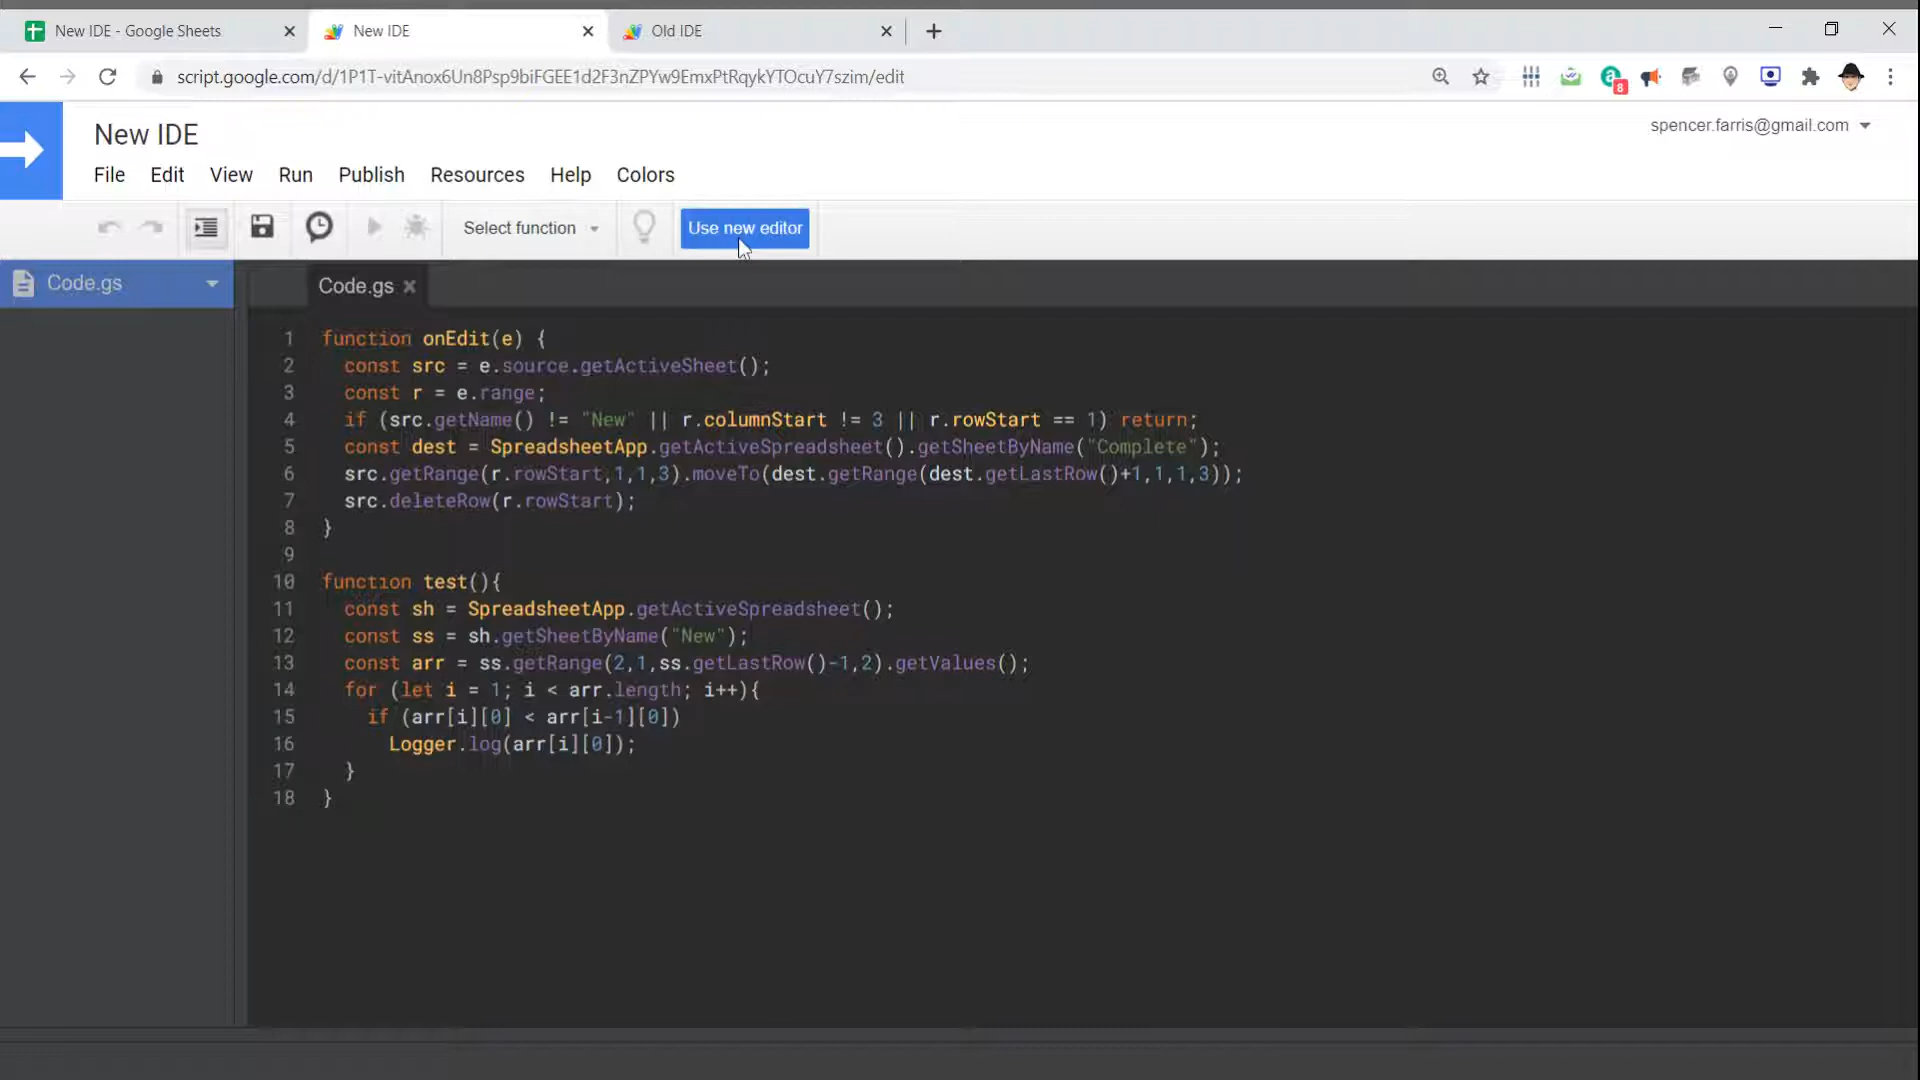 New IDE - Google Sheets
New IDE
Old IDE
script.google.com/d/1P1T-vitAnox6Un8Psp9biFGEE1d2F3nZPYw9EmxPtRqykYTOcuY7szim/edit
8
New IDE
spencer.farris@gmail.com
File Edit View Run Publish Resources Help Colors
Select function
Use new editor
Code.gs
Code.gs
1 function onEdit(e) {
2 const src = e.source.getActiveSheet();
3 const r = e.range;
4 if (src.getName() != "New" || r.columnStart != 3 || r.rowStart == 1) return;
5 const dest = SpreadsheetApp.getActiveSpreadsheet().getSheetByName("Complete");
6 src.getRange(r.rowStart,1,1,3).moveTo(dest.getRange(dest.getLastRow()+1,1,1,3));
7 src.deleteRow(r.rowStart);
8 }
9
10 function test(){
11 const sh = SpreadsheetApp.getActiveSpreadsheet();
12 const ss = sh.getSheetByName("New");
13 const arr = ss.getRange(2,1,ss.getLastRow()-1,2).getValues();
14 for (let i = 1; i < arr.length; i++){
15 if (arr[i][0] < arr[i-1][0])
16 Logger.log(arr[i][0]);
17 }
18 }